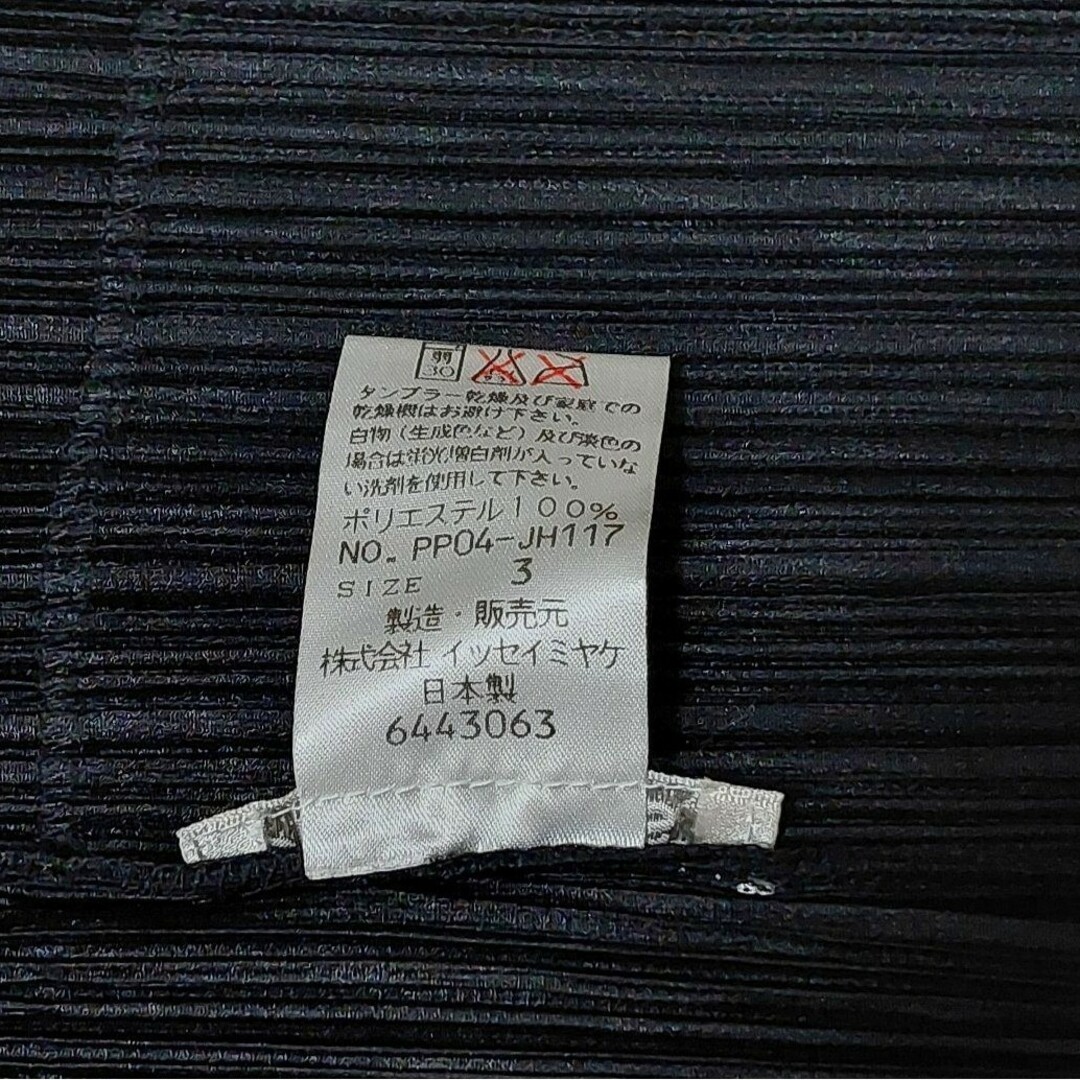 弱
30
タンブラー乾燥及び家庭での
乾燥機はお避け下さい。
白物(生成色など)及び淡色の
場合は蛍光増白剤が入っていな
い洗剤を使用して下さい。
ポリエステル100%
NO. PP04-JH117
SIZE 3
製造・販売元
株式会社 イッセイミヤケ
日本製
6443063